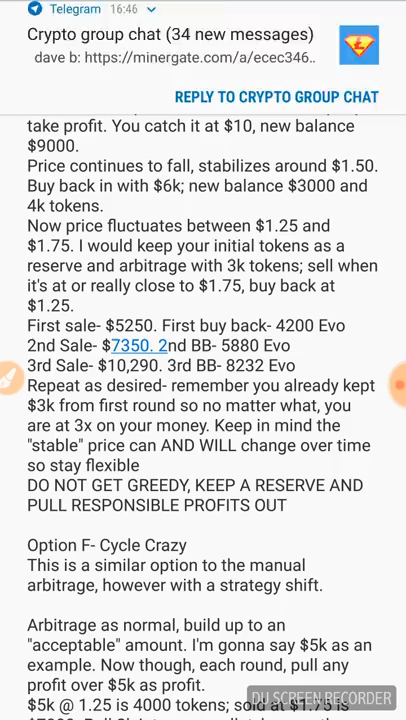 Telegram 16:46
Crypto group chat (34 new messages)
dave b: https://minergate.com/a/ecec346..
REPLY TO CRYPTO GROUP CHAT
take profit. You catch it at $10, new balance
$9000.
Price continues to fall, stabilizes around $1.50.
Buy back in with $6k; new balance $3000 and
4k tokens.
Now price fluctuates between $1.25 and
$1.75. I would keep your initial tokens as a
reserve and arbitrage with 3k tokens; sell when
it's at or really close to $1.75, buy back at
$1.25.
First sale- $5250. First buy back- 4200 Evo
2nd Sale- $7350. 2nd BB- 5880 Evo
3rd Sale- $10,290. 3rd BB- 8232 Evo
Repeat as desired- remember you already kept
$3k from first round so no matter what, you
are at 3x on your money. Keep in mind the
"stable" price can AND WILL change over time
so stay flexible
DO NOT GET GREEDY, KEEP A RESERVE AND
PULL RESPONSIBLE PROFITS OUT
Option F- Cycle Crazy
This is a similar option to the manual
arbitrage, however with a strategy shift.
Arbitrage as normal, build up to an
"acceptable" amount. I'm gonna say $5k as an
example. Now though, each round, pull any
profit over $5k as profit.
$5k @ 1.25 is 4000 tokens; sold at $1.75 is
DU SCREEN RECORDER